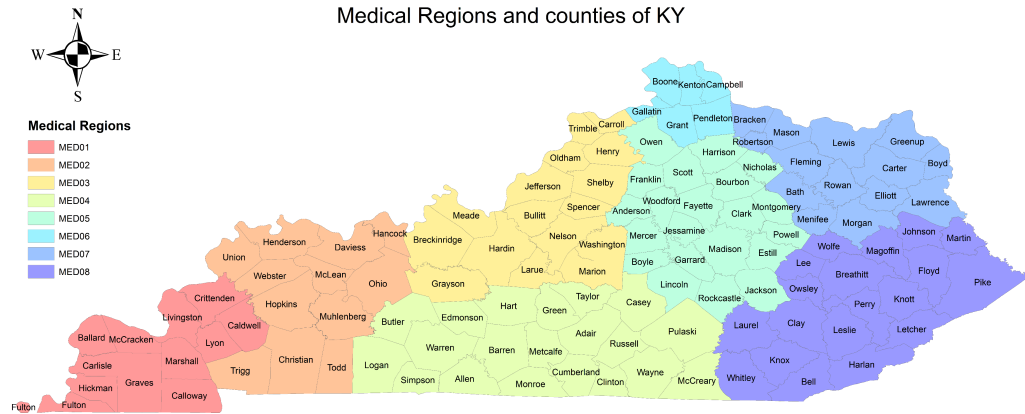 Medical Regions and counties of KY
N
W E
S
Medical Regions
MED01
MED02
MED03
MED04
MED05
MED06
MED07
MED08
Boone Kenton Campbell
Gallatin Grant Pendleton Bracken
Trimble Carroll Mason
Owen Robertson Lewis Greenup
Oldham Henry Harrison Fleming Boyd
Nicholas Carter
Franklin Scott Bourbon Rowan
Jefferson Shelby Bath Elliott
Woodford Fayette Montgomery Lawrence
Meade Bullitt Spencer Anderson Clark Menifee Morgan
Hancock Breckinridge Nelson Mercer Jessamine Powell Johnson Martin
Henderson Daviess Hardin Washington Madison Estill Wolfe Magoffin
Union Boyle Garrard Lee Floyd
Webster McLean Larue Marion Breathitt
Ohio Grayson Lincoln Jackson Owsley Pike
Crittenden Hopkins Taylor Casey Rockcastle Perry Knott
Livingston Muhlenberg Butler Edmonson Hart Green
Caldwell Pulaski Laurel Clay Leslie Letcher
Ballard McCracken Lyon Warren Barren Metcalfe Adair Russell
Carlisle Marshall Christian Todd Logan Cumberland Wayne Knox Harlan
Trigg Simpson Allen Monroe Clinton McCreary Whitley Bell
Hickman Graves Calloway
Fulton Fulton